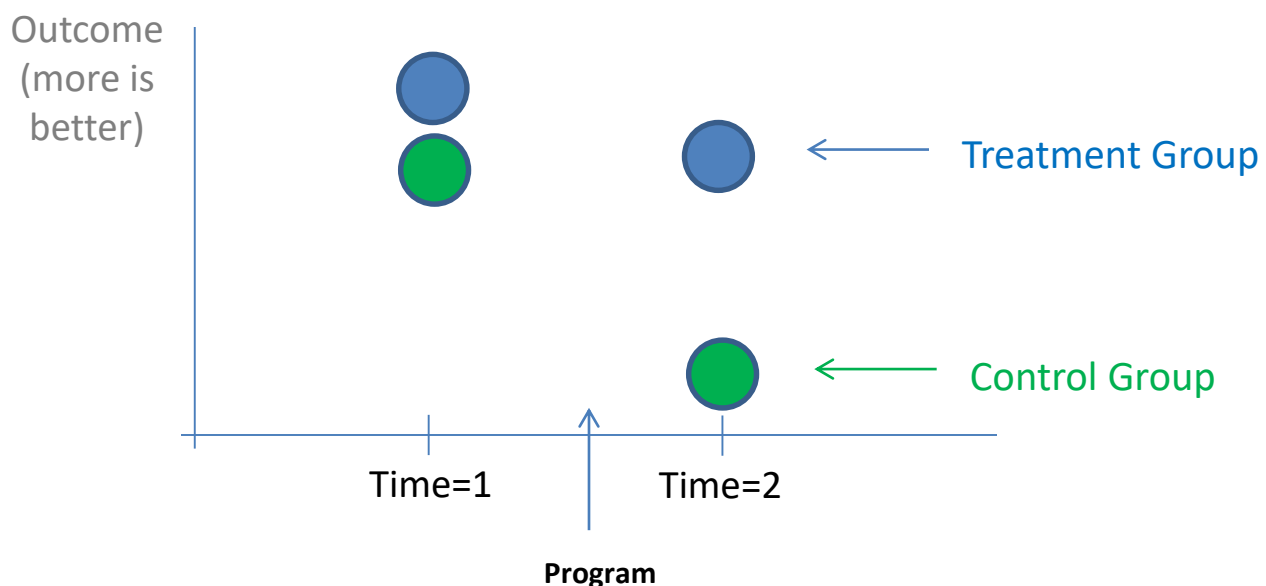 Outcome
(more is
better)
Treatment Group
Control Group
Time=1
Time=2
Program